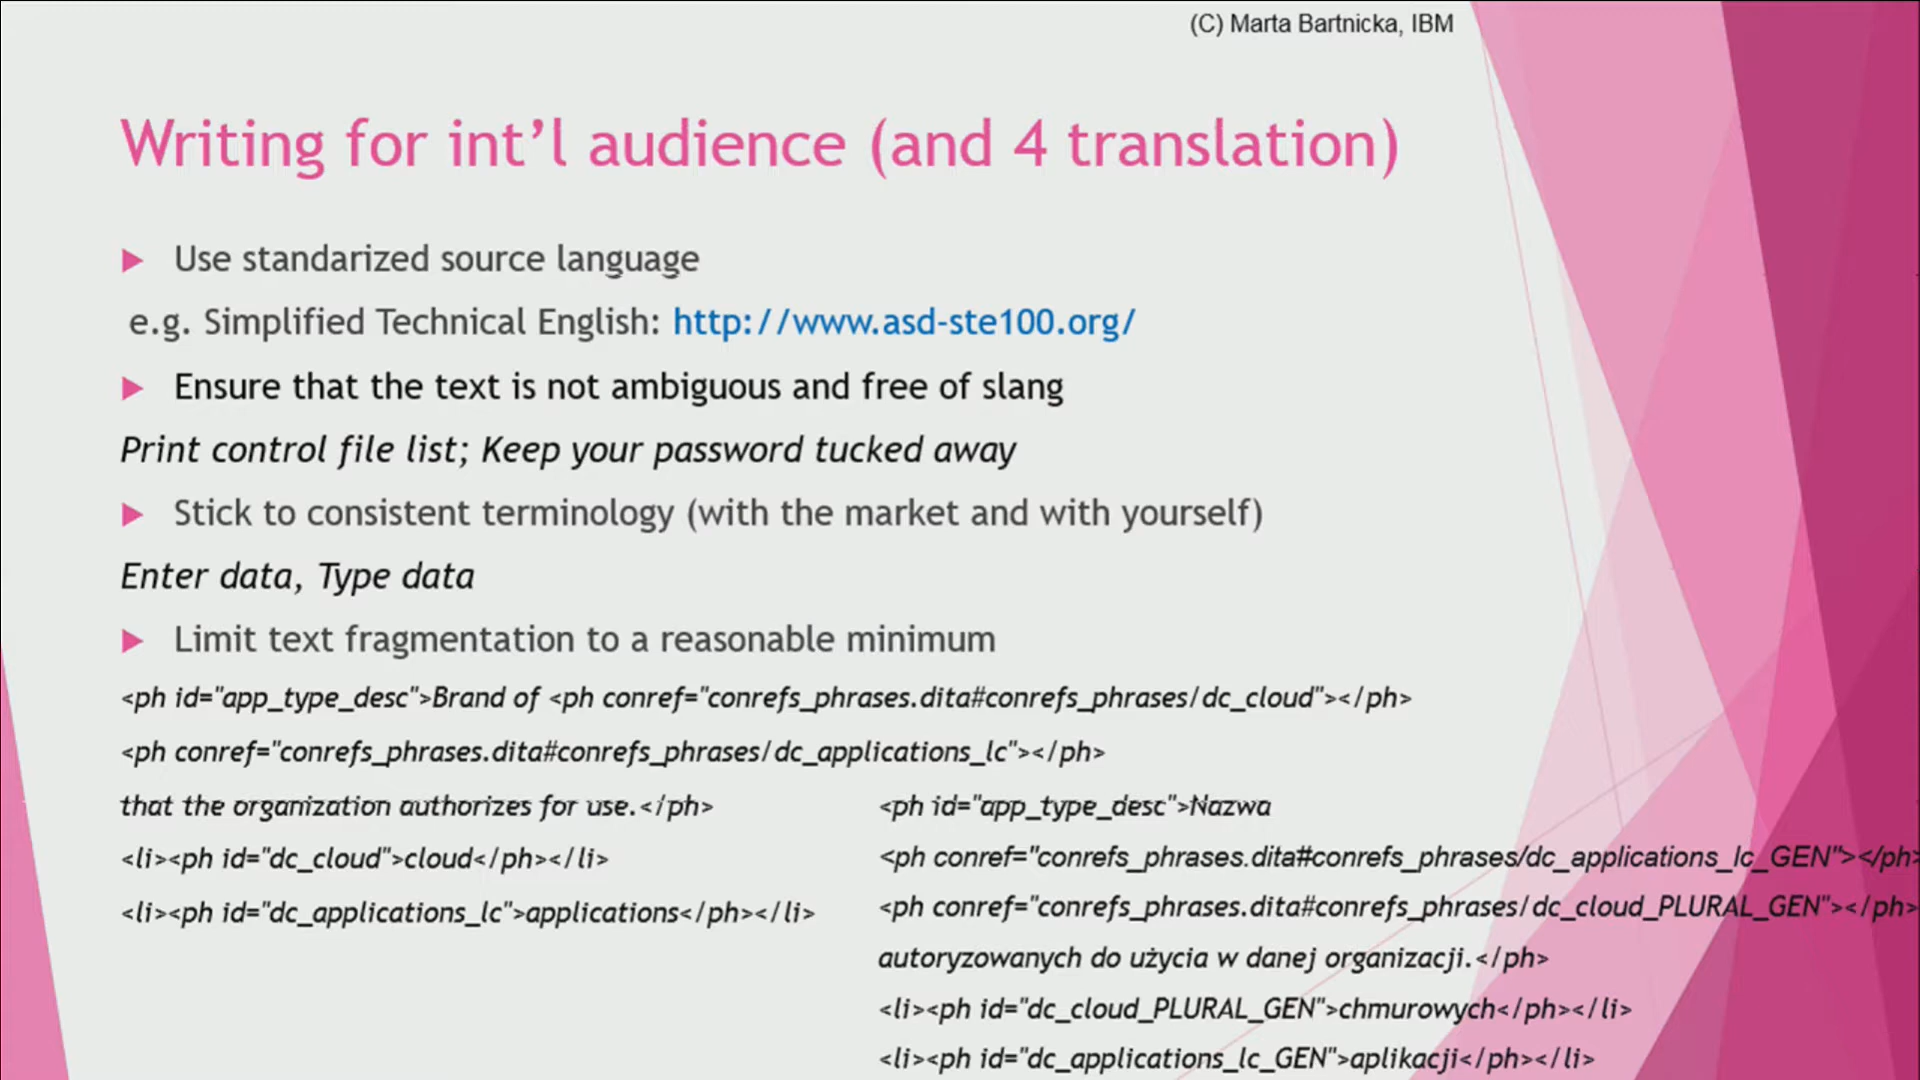 (C) Marta Bartnicka, IBM
Writing for int’l audience (and 4 translation)
Use standarized source language
e.g. Simplified Technical English: http://www.asd-ste100.org/
Ensure that the text is not ambiguous and free of slang
Print control file list; Keep your password tucked away
Stick to consistent terminology (with the market and with yourself)
Enter data, Type data
Limit text fragmentation to a reasonable minimum
<ph id="app_type_desc">Brand of <ph conref="conrefs_phrases.dita#conrefs_phrases/dc_cloud"></ph>
<ph conref="conrefs_phrases.dita#conrefs_phrases/dc_applications_lc"></ph>
that the organization authorizes for use.</ph>
<li><ph id="dc_cloud">cloud</ph></li>
<li><ph id="dc_applications_lc">applications</ph></li>
<ph id="app_type_desc">Nazwa
<ph conref="conrefs_phrases.dita#conrefs_phrases/dc_applications_lc_GEN"></ph>
<ph conref="conrefs_phrases.dita#conrefs_phrases/dc_cloud_PLURAL_GEN"></ph>
autoryzowanych do użycia w danej organizacji.</ph>
<li><ph id="dc_cloud_PLURAL_GEN">chmurowych</ph></li>
<li><ph id="dc_applications_lc_GEN">aplikacji</ph></li>